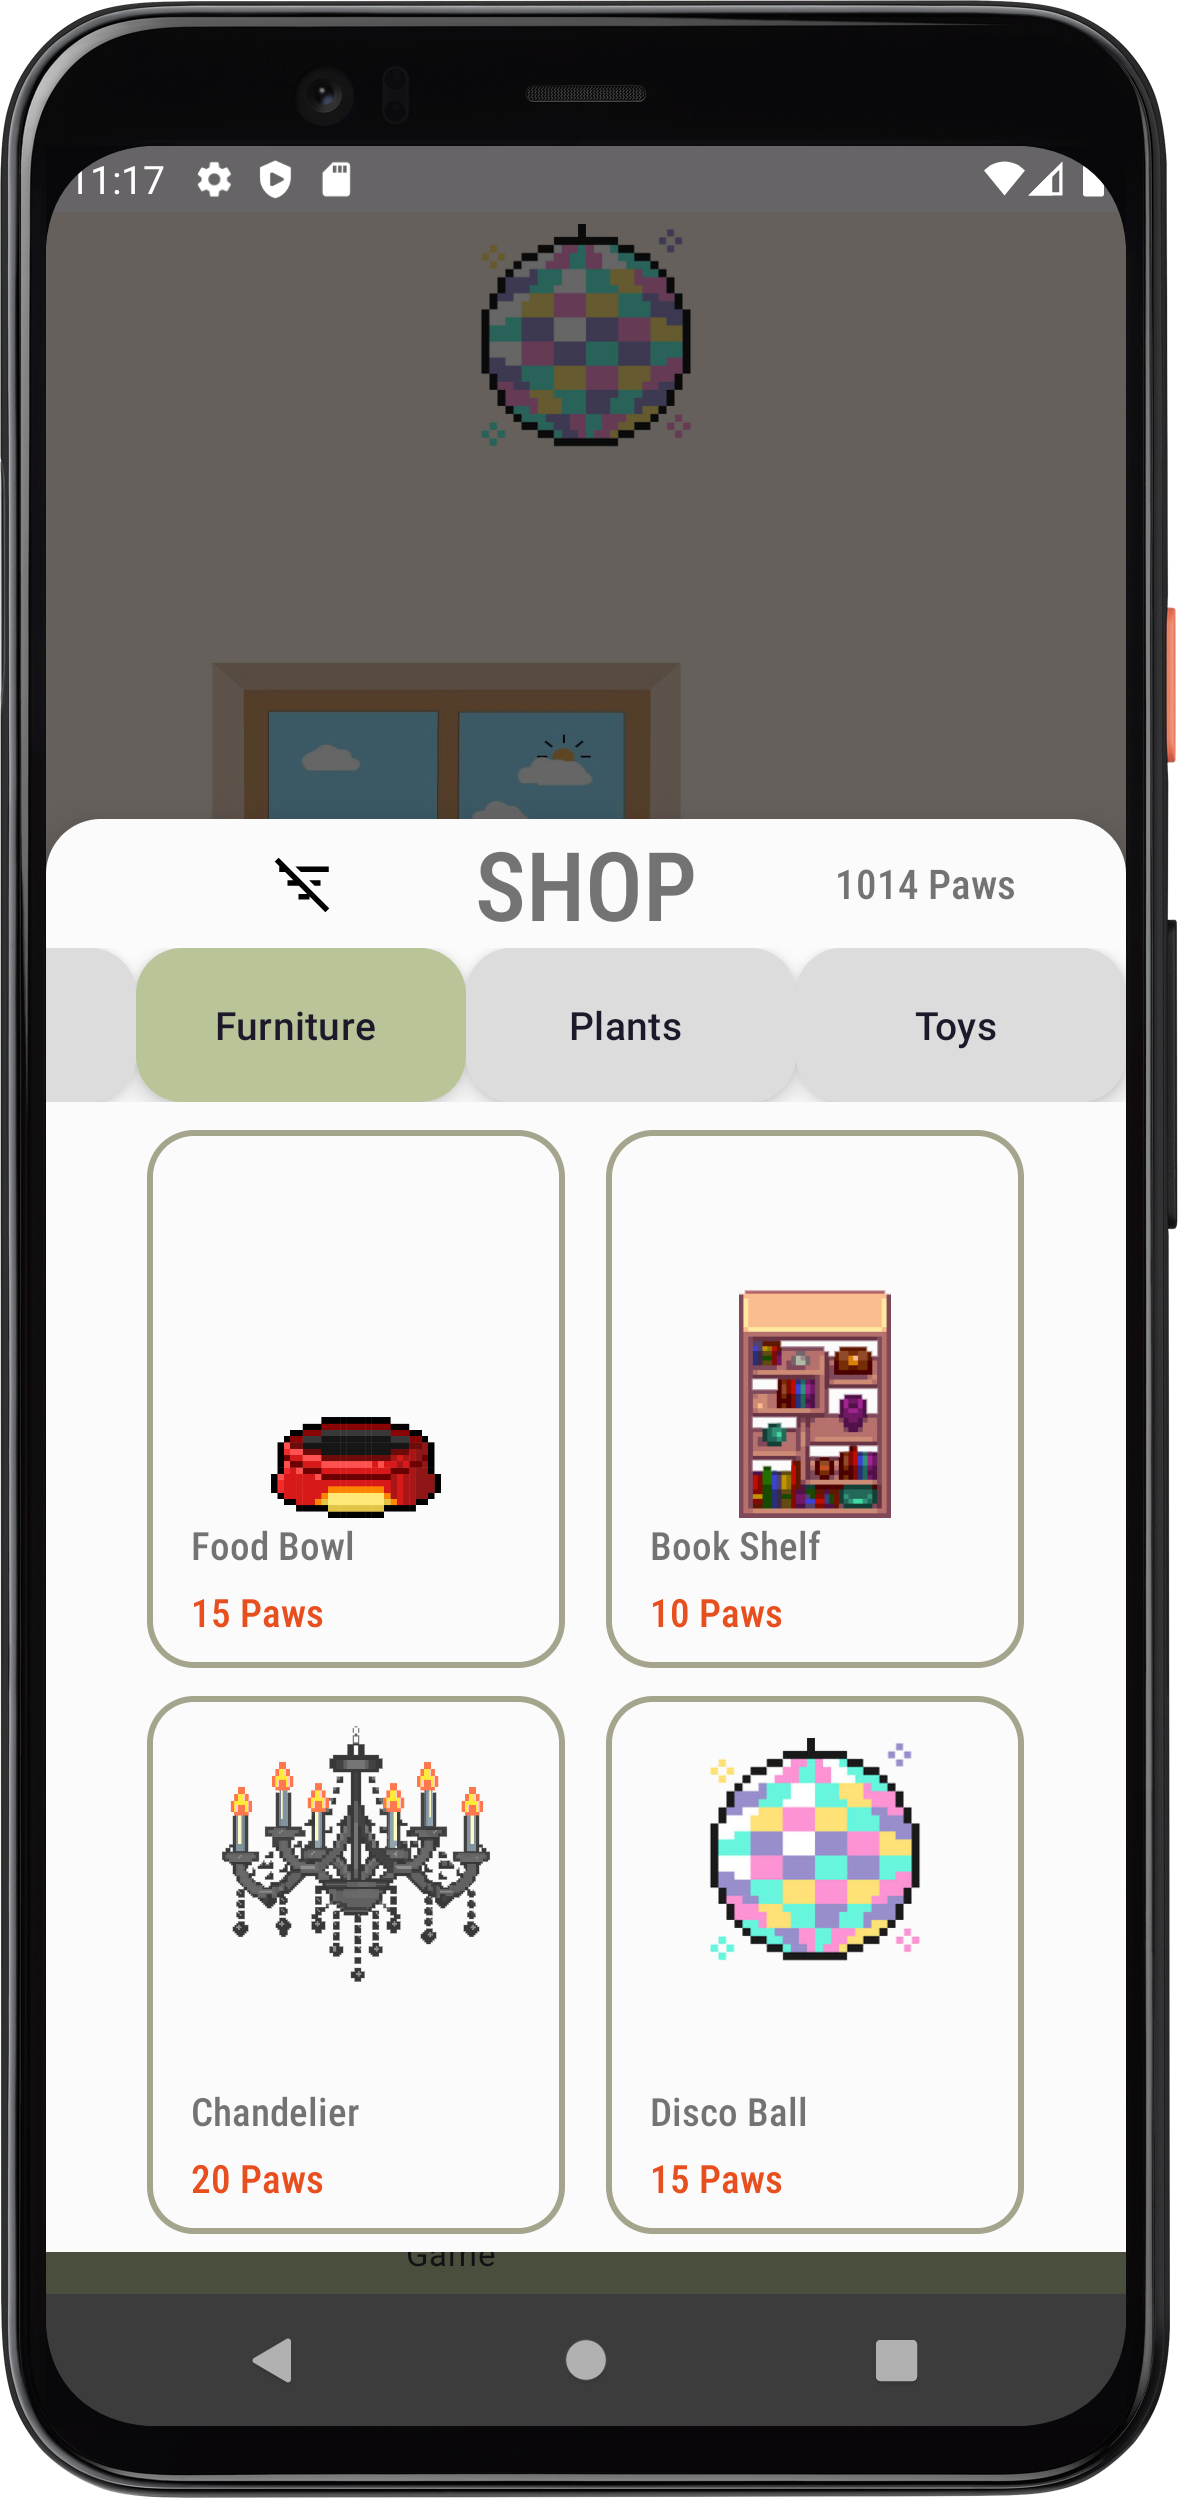 11:17
SHOP
1014 Paws
Furniture
Plants
Toys
Food Bowl
15 Paws
Book Shelf
10 Paws
Chandelier
20 Paws
Disco Ball
15 Paws
Game